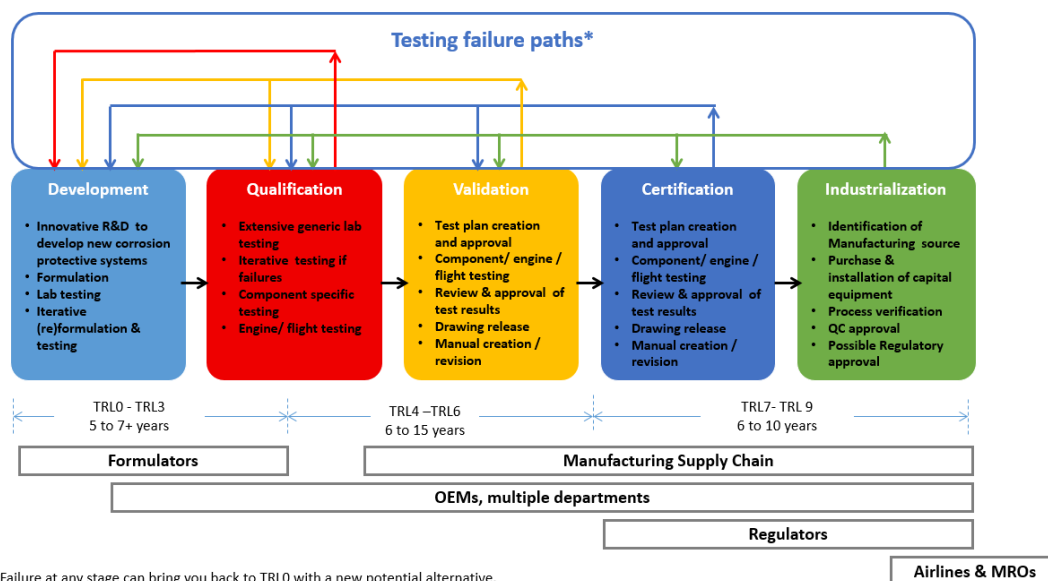 Testing failure paths*
Development
• Innovative R&D to
develop new corrosion
protective systems
• Formulation
• Lab testing
• Iterative
(re)formulation &
testing
Qualification
• Extensive generic lab
testing
• Iterative testing if
failures
• Component specific
testing
• Engine/ flight testing
Validation
• Test plan creation
and approval
• Component/ engine /
flight testing
• Review & approval of
test results
• Drawing release
• Manual creation /
revision
Certification
• Test plan creation
and approval
• Component/ engine /
flight testing
• Review & approval of
test results
• Drawing release
• Manual creation /
revision
Industrialization
• Identification of
Manufacturing source
• Purchase &
installation of capital
equipment
• Process verification
• QC approval
• Possible Regulatory
approval
TRL0 - TRL3
5 to 7+ years
TRL4 –TRL6
6 to 15 years
TRL7- TRL 9
6 to 10 years
Formulators
Manufacturing Supply Chain
OEMs, multiple departments
Regulators
Airlines & MROs
Failure at any stage can bring you back to TRL0 with a new potential alternative